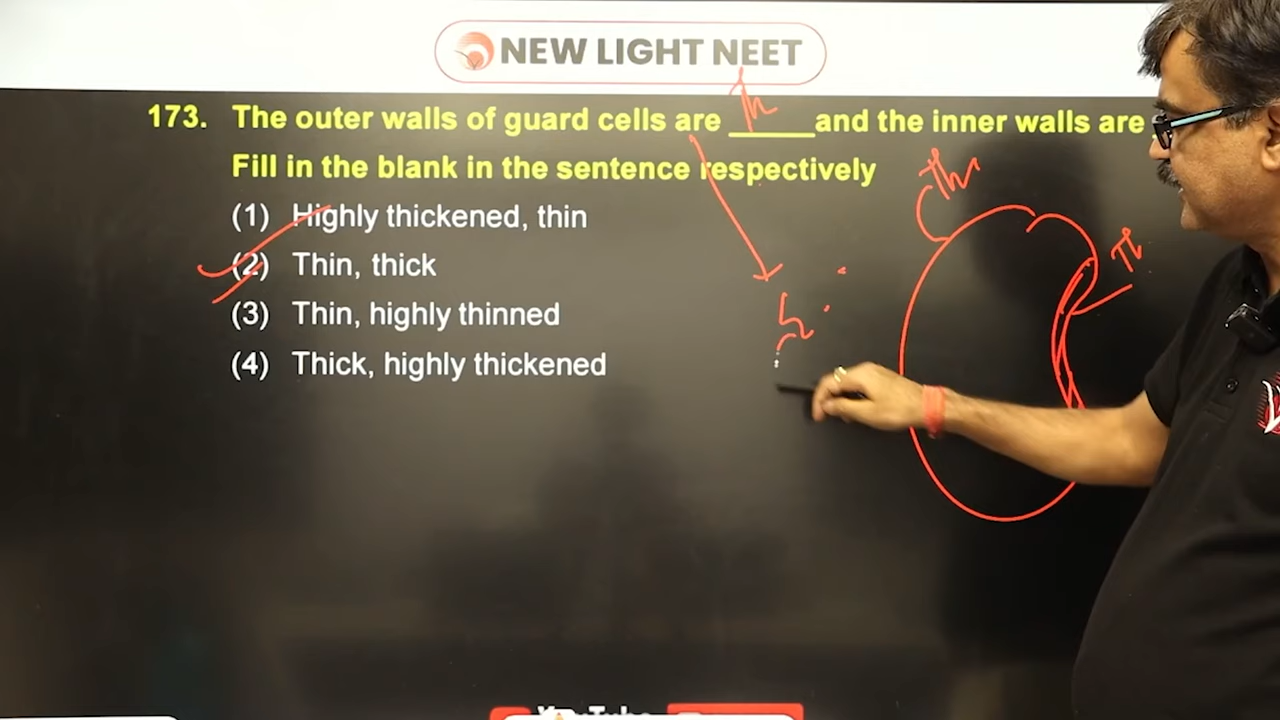 NEW LIGHT NEET
173. The outer walls of guard cells are _____ and the inner walls are
Fill in the blank in the sentence respectively
(1) Highly thickened, thin
(2) Thin, thick
(3) Thin, highly thinned
(4) Thick, highly thickened